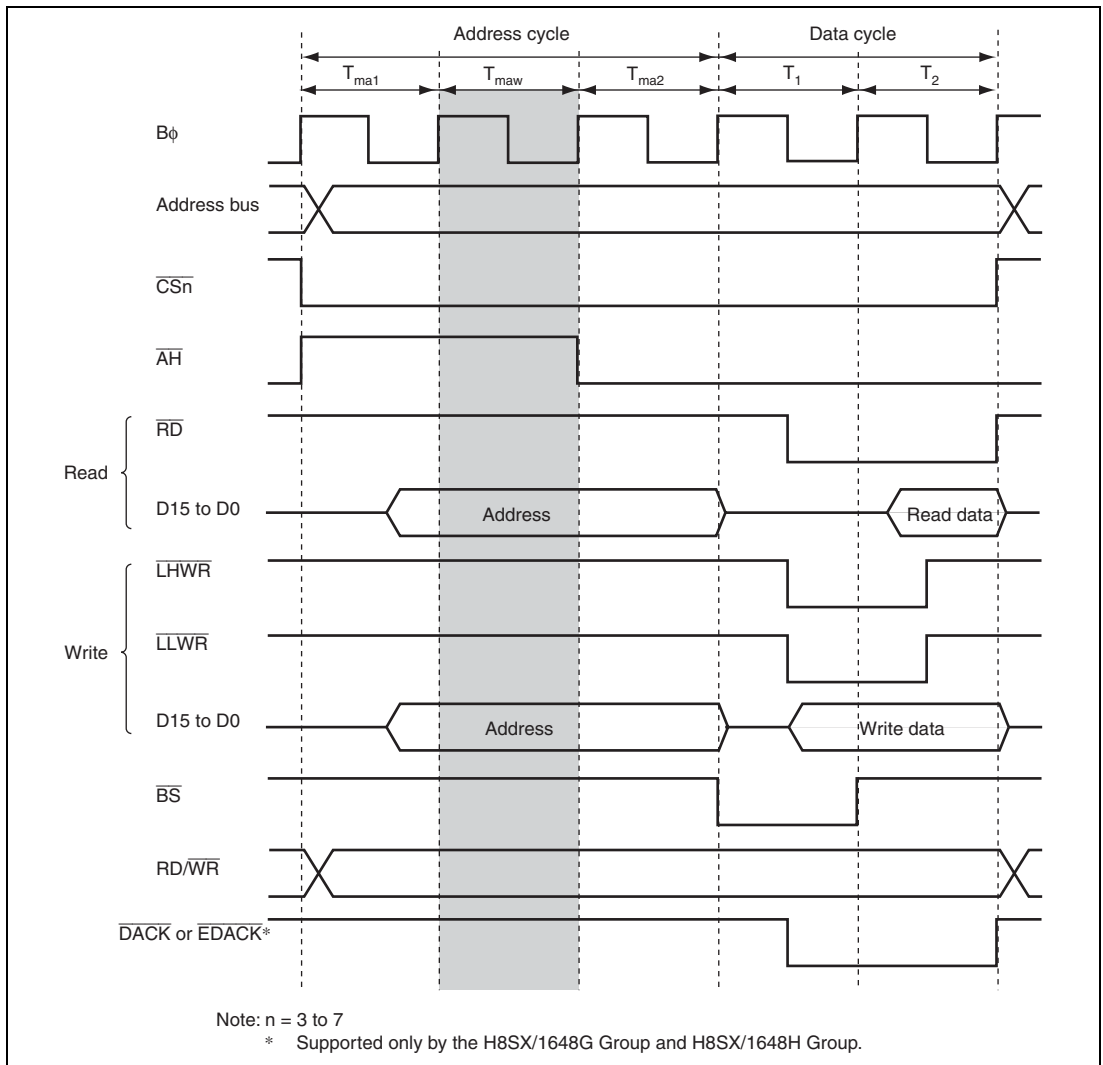 Address cycle Data cycle
Tma1 Tmaw Tma2 T1 T2
Bφ
Address bus
CSn
AH
RD
Read
D15 to D0 Address Read data
LHWR
LLWR
Write
D15 to D0 Address Write data
BS
RD/WR
DACK or EDACK*
Note: n = 3 to 7
* Supported only by the H8SX/1648G Group and H8SX/1648H Group.